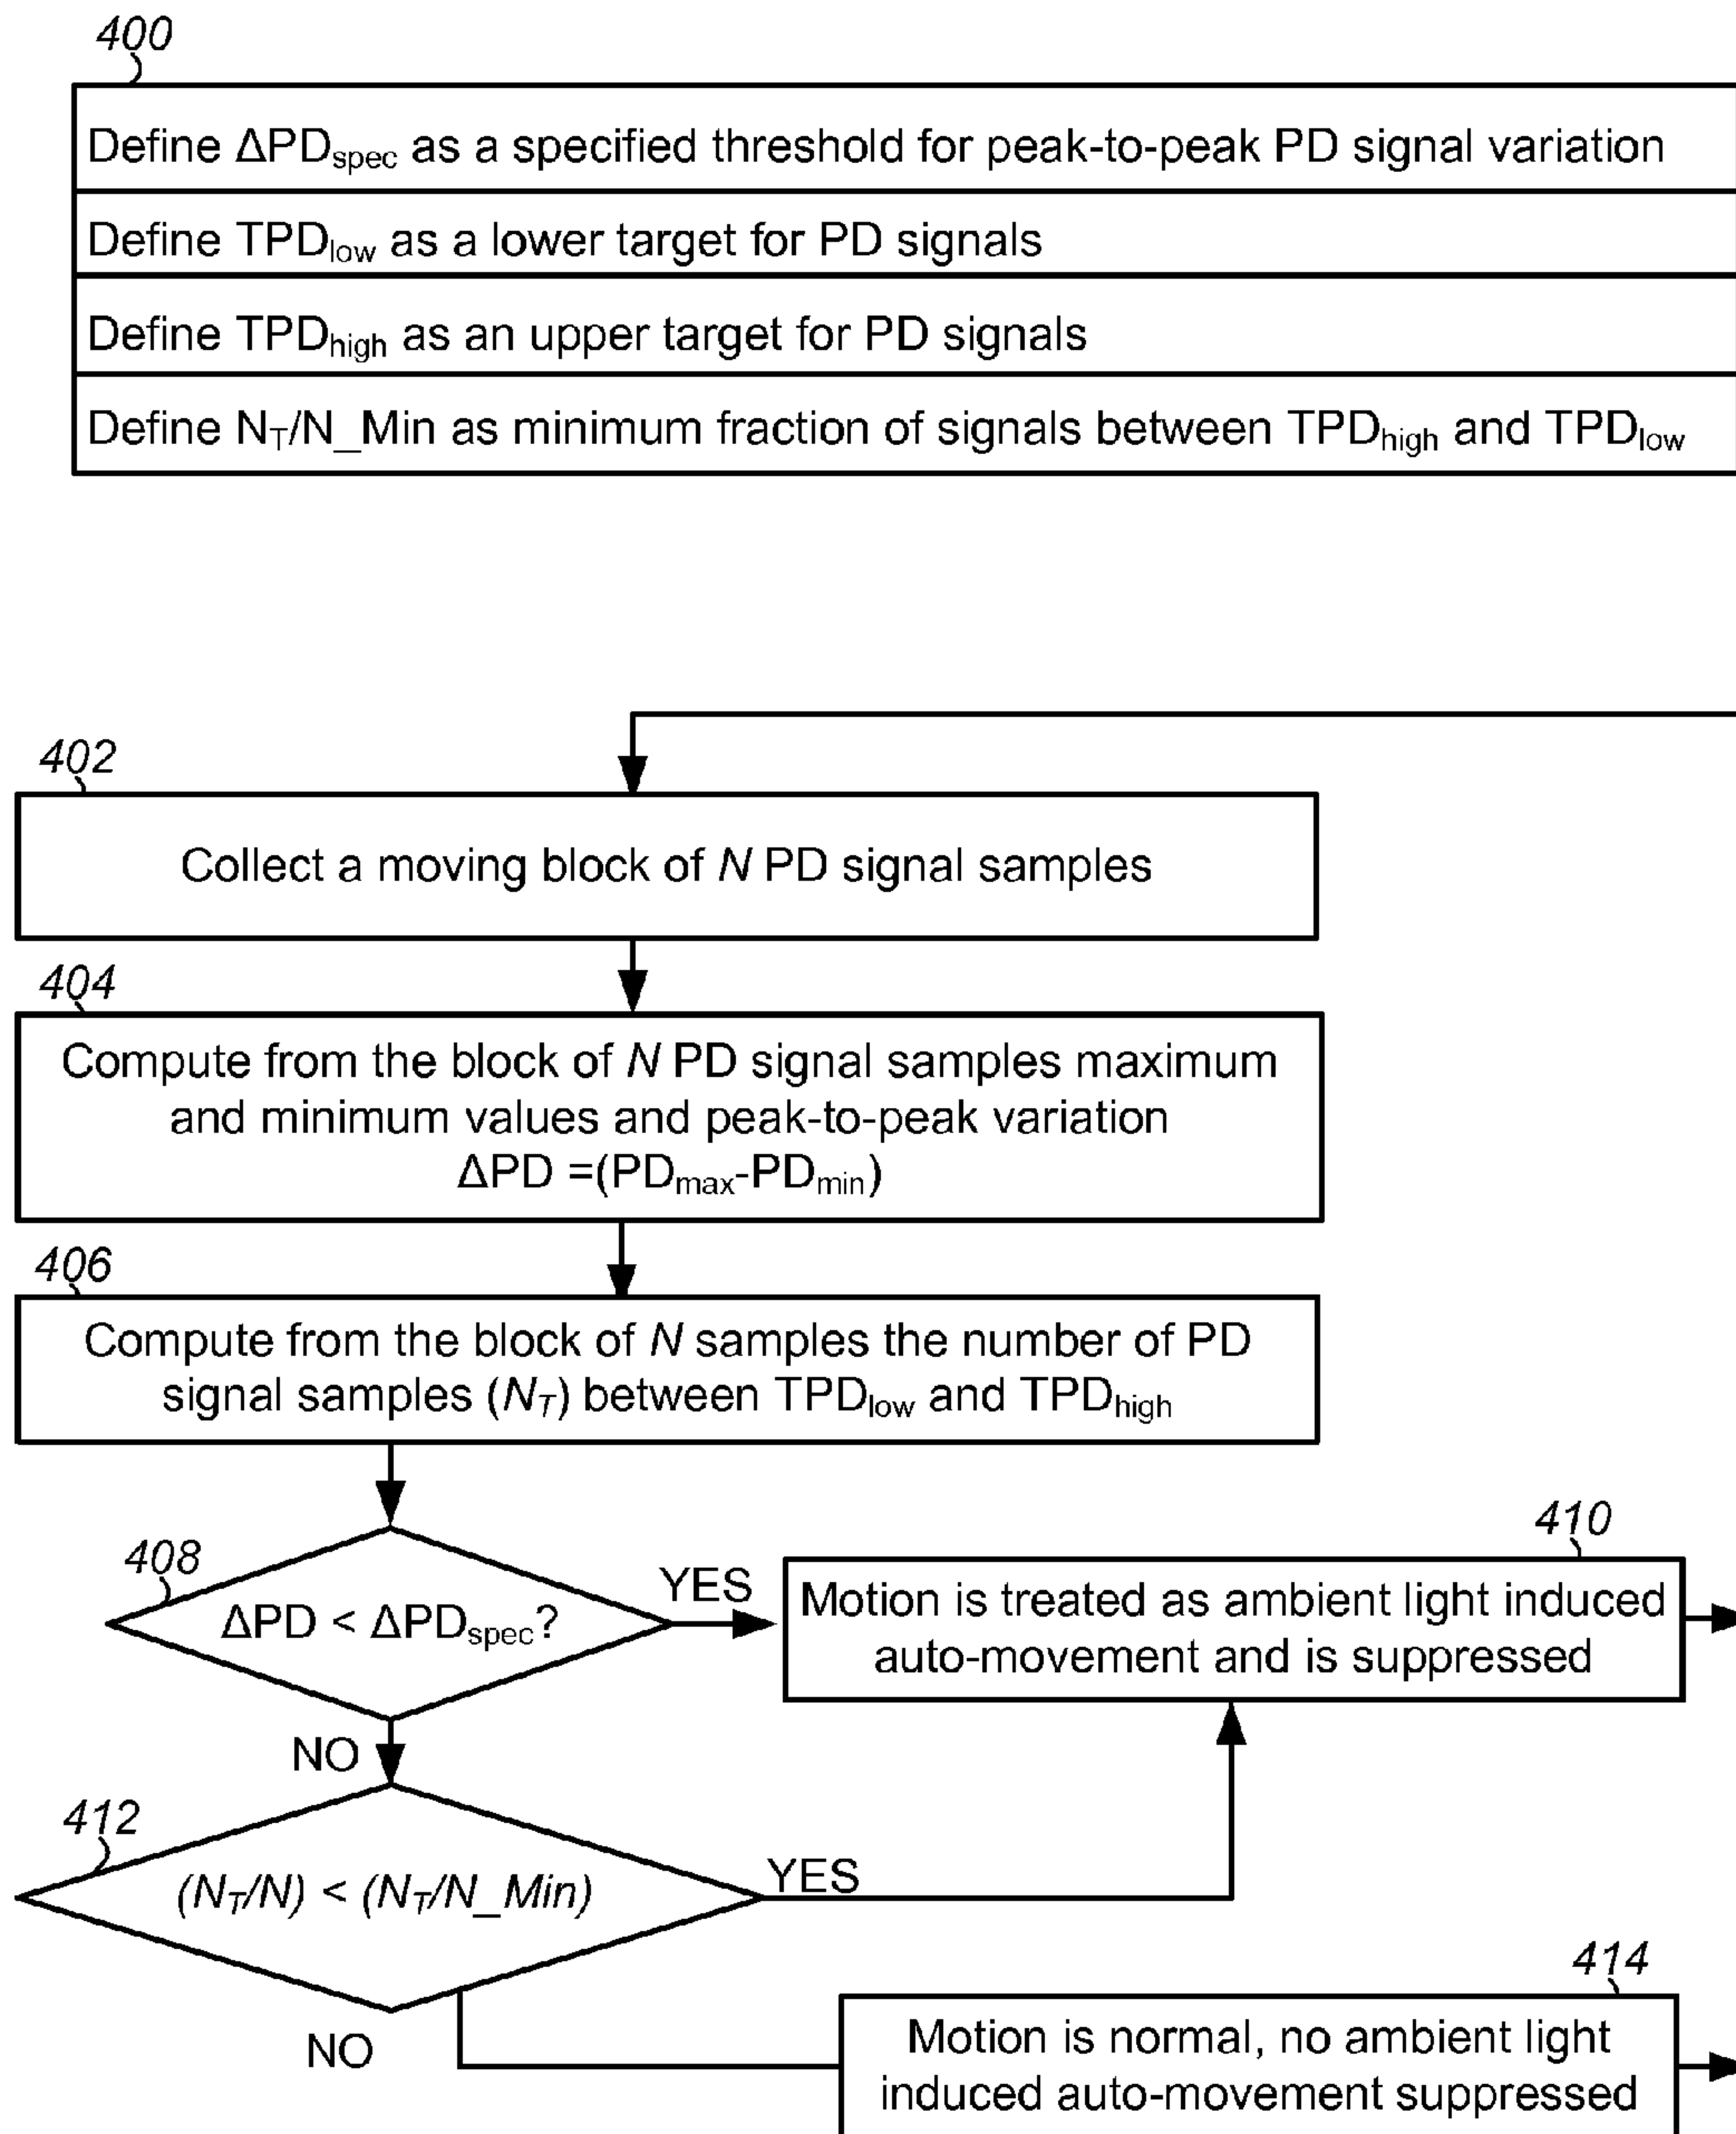 400
Define ΔPDspec as a specified threshold for peak-to-peak PD signal variation
Define TPDlow as a lower target for PD signals
Define TPDhigh as an upper target for PD signals
Define NT/N_Min as minimum fraction of signals between TPDhigh and TPDlow
402
Collect a moving block of N PD signal samples
404
Compute from the block of N PD signal samples maximum
and minimum values and peak-to-peak variation
ΔPD =(PDmax-PDmin)
406
Compute from the block of N samples the number of PD
signal samples (NT) between TPDlow and TPDhigh
408
ΔPD < ΔPDspec?
YES
410
Motion is treated as ambient light induced
auto-movement and is suppressed
NO
412
(NT/N) < (NT/N_Min)
YES
NO
414
Motion is normal, no ambient light
induced auto-movement suppressed